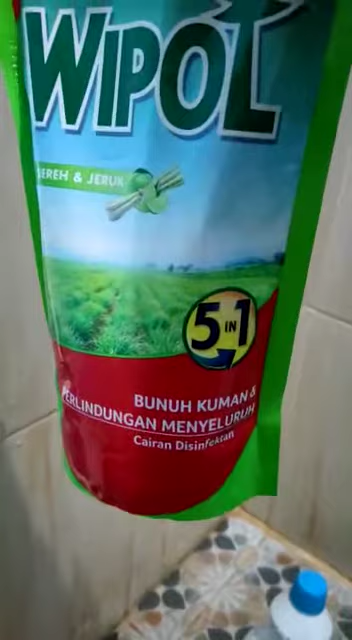 WIPOL
SEREH & JERUK
5 IN 1
BUNUH KUMAN &
PERLINDUNGAN MENYELURUH
Cairan Disinfektan